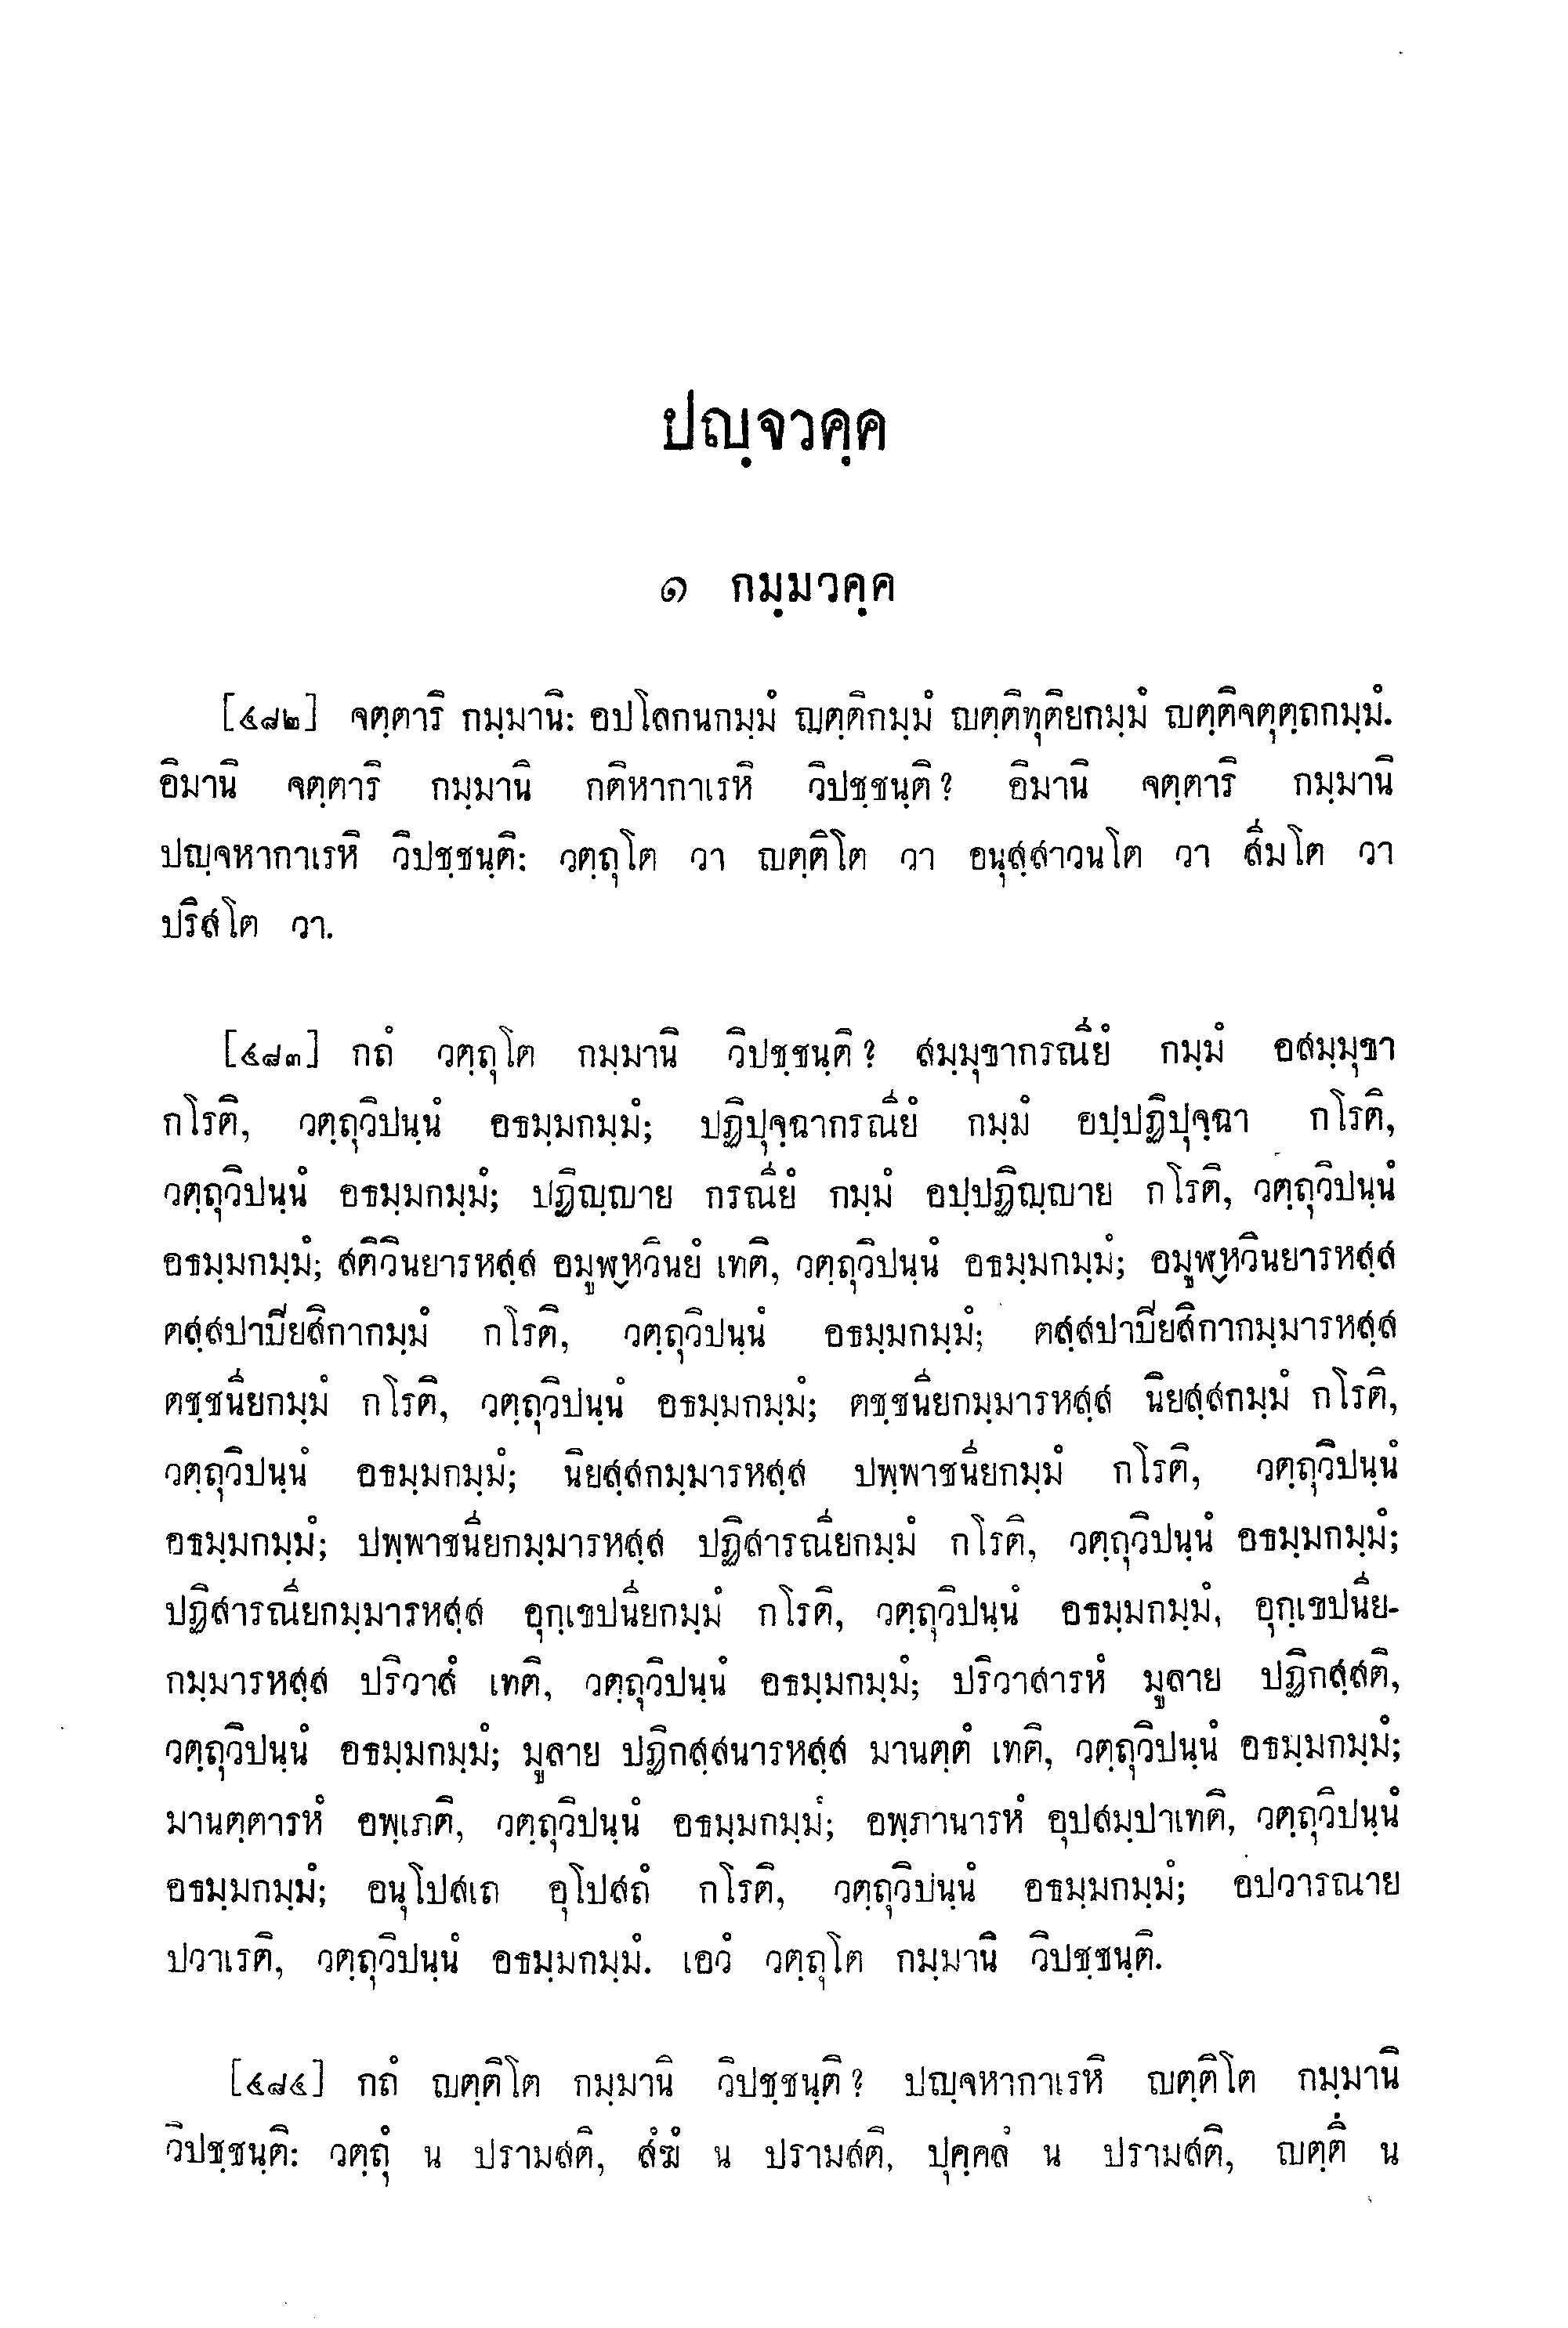 ปญฺจวคฺค
๑ กมฺมวคฺค
[๔๘๒] จตฺตาริ กมฺมานิ: อปโลกนกมฺมํ ญตฺติกมฺมํ ญตฺติทุติยกมฺมํ ญตฺติจตุตฺถกมฺมํ.
อิมานิ จตฺตาริ กมฺมานิ กติหากาเรหิ วิปชฺชนฺติ? อิมานิ จตฺตาริ กมฺมานิ
ปญฺจหากาเรหิ วิปชฺชนฺติ: วตฺถุโต วา ญตฺติโต วา อนุสฺสาวนโต วา สีมโต วา
ปริสโต วา.
[๔๘๓] กถํ วตฺถุโต กมฺมานิ วิปชฺชนฺติ? สมฺมุขากรณียํ กมฺมํ อสมฺมุขา
กโรติ, วตฺถุวิปนฺนํ อธมฺมกมฺมํ; ปฏิปุจฺฉากรณียํ กมฺมํ อปฺปฏิปุจฺฉา กโรติ,
วตฺถุวิปนฺนํ อธมฺมกมฺมํ; ปฏิญฺญาย กรณียํ กมฺมํ อปฺปฏิญฺญาย กโรติ, วตฺถุวิปนฺนํ
อธมฺมกมฺมํ; สติวินยารหสฺส อมูฬฺหวินยํ เทติ, วตฺถุวิปนฺนํ อธมฺมกมฺมํ; อมูฬฺหวินยารหสฺส
ตสฺสปาปียสิกากมฺมํ กโรติ, วตฺถุวิปนฺนํ อธมฺมกมฺมํ; ตสฺสปาปียสิกากมฺมารหสฺส
ตชฺชนียกมฺมํ กโรติ, วตฺถุวิปนฺนํ อธมฺมกมฺมํ; ตชฺชนียกมฺมารหสฺส นิยสฺสกมฺมํ กโรติ,
วตฺถุวิปนฺนํ อธมฺมกมฺมํ; นิยสฺสกมฺมารหสฺส ปพฺพาชนียกมฺมํ กโรติ, วตฺถุวิปนฺนํ
อธมฺมกมฺมํ; ปพฺพาชนียกมฺมารหสฺส ปฏิสารณียกมฺมํ กโรติ, วตฺถุวิปนฺนํ อธมฺมกมฺมํ;
ปฏิสารณียกมฺมารหสฺส อุกฺเขปนียกมฺมํ กโรติ, วตฺถุวิปนฺนํ อธมฺมกมฺมํ, อุกฺเขปนีย-
กมฺมารหสฺส ปริวาสํ เทติ, วตฺถุวิปนฺนํ อธมฺมกมฺมํ; ปริวาสารหํ มูลาย ปฏิกสฺสติ,
วตฺถุวิปนฺนํ อธมฺมกมฺมํ; มูลาย ปฏิกสฺสนารหสฺส มานตฺตํ เทติ, วตฺถุวิปนฺนํ อธมฺมกมฺมํ;
มานตฺตารหํ อพฺเภติ, วตฺถุวิปนฺนํ อธมฺมกมฺมํ; อพฺภานารหํ อุปสมฺปาเทติ, วตฺถุวิปนฺนํ
อธมฺมกมฺมํ; อนุโปสเถ อุโปสถํ กโรติ, วตฺถุวิปนฺนํ อธมฺมกมฺมํ; อปวารณาย
ปวาเรติ, วตฺถุวิปนฺนํ อธมฺมกมฺมํ. เอวํ วตฺถุโต กมฺมานิ วิปชฺชนฺติ.
[๔๘๔] กถํ ญตฺติโต กมฺมานิ วิปชฺชนฺติ? ปญฺจหากาเรหิ ญตฺติโต กมฺมานิ
วิปชฺชนฺติ: วตฺถุํ น ปรามสติ, สํฆํ น ปรามสติ, ปุคฺคลํ น ปรามสติ, ญตฺตึ น